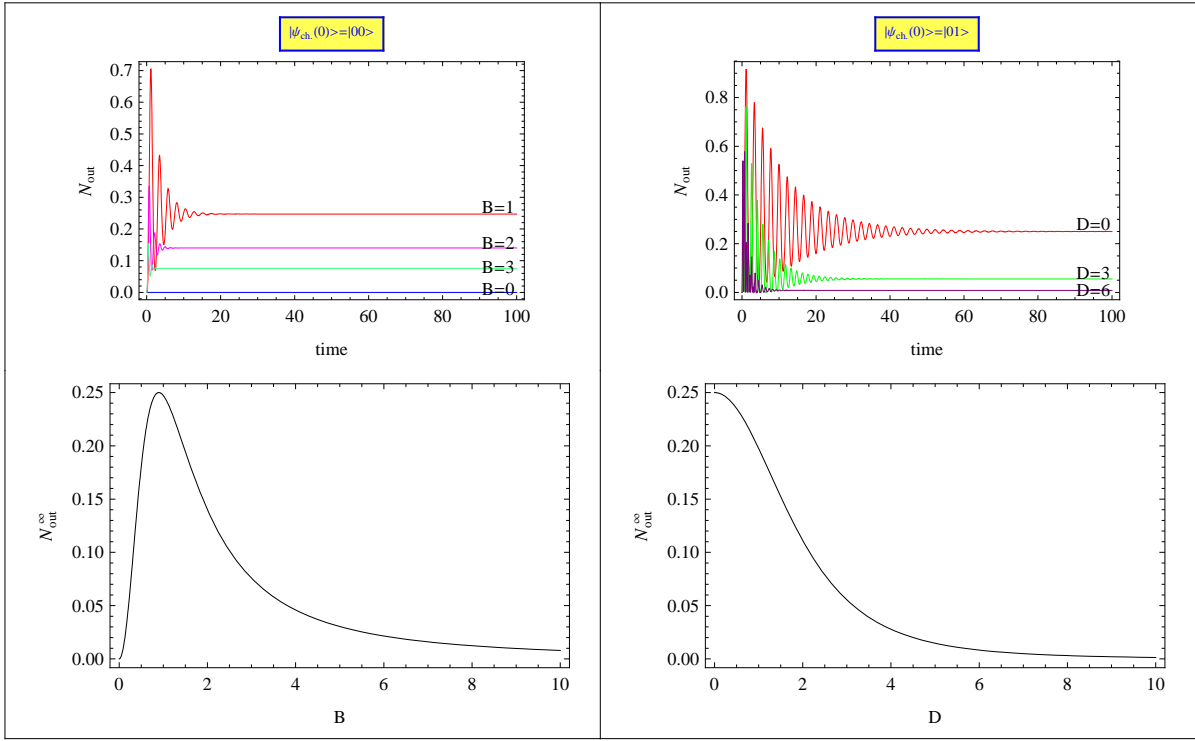 |ψch.(0)>=|00>
0.7
0.6
0.5
0.4
0.3
0.2
0.1
0.0
Nout
B=1
B=2
B=3
B=0
0 20 40 60 80 100
time
|ψch.(0)>=|01>
0.8
0.6
0.4
0.2
0.0
Nout
D=0
D=3
D=6
0 20 40 60 80 100
time
0.25
0.20
0.15
0.10
0.05
0.00
N∞out
0 2 4 6 8 10
B
0.25
0.20
0.15
0.10
0.05
0.00
N∞out
0 2 4 6 8 10
D